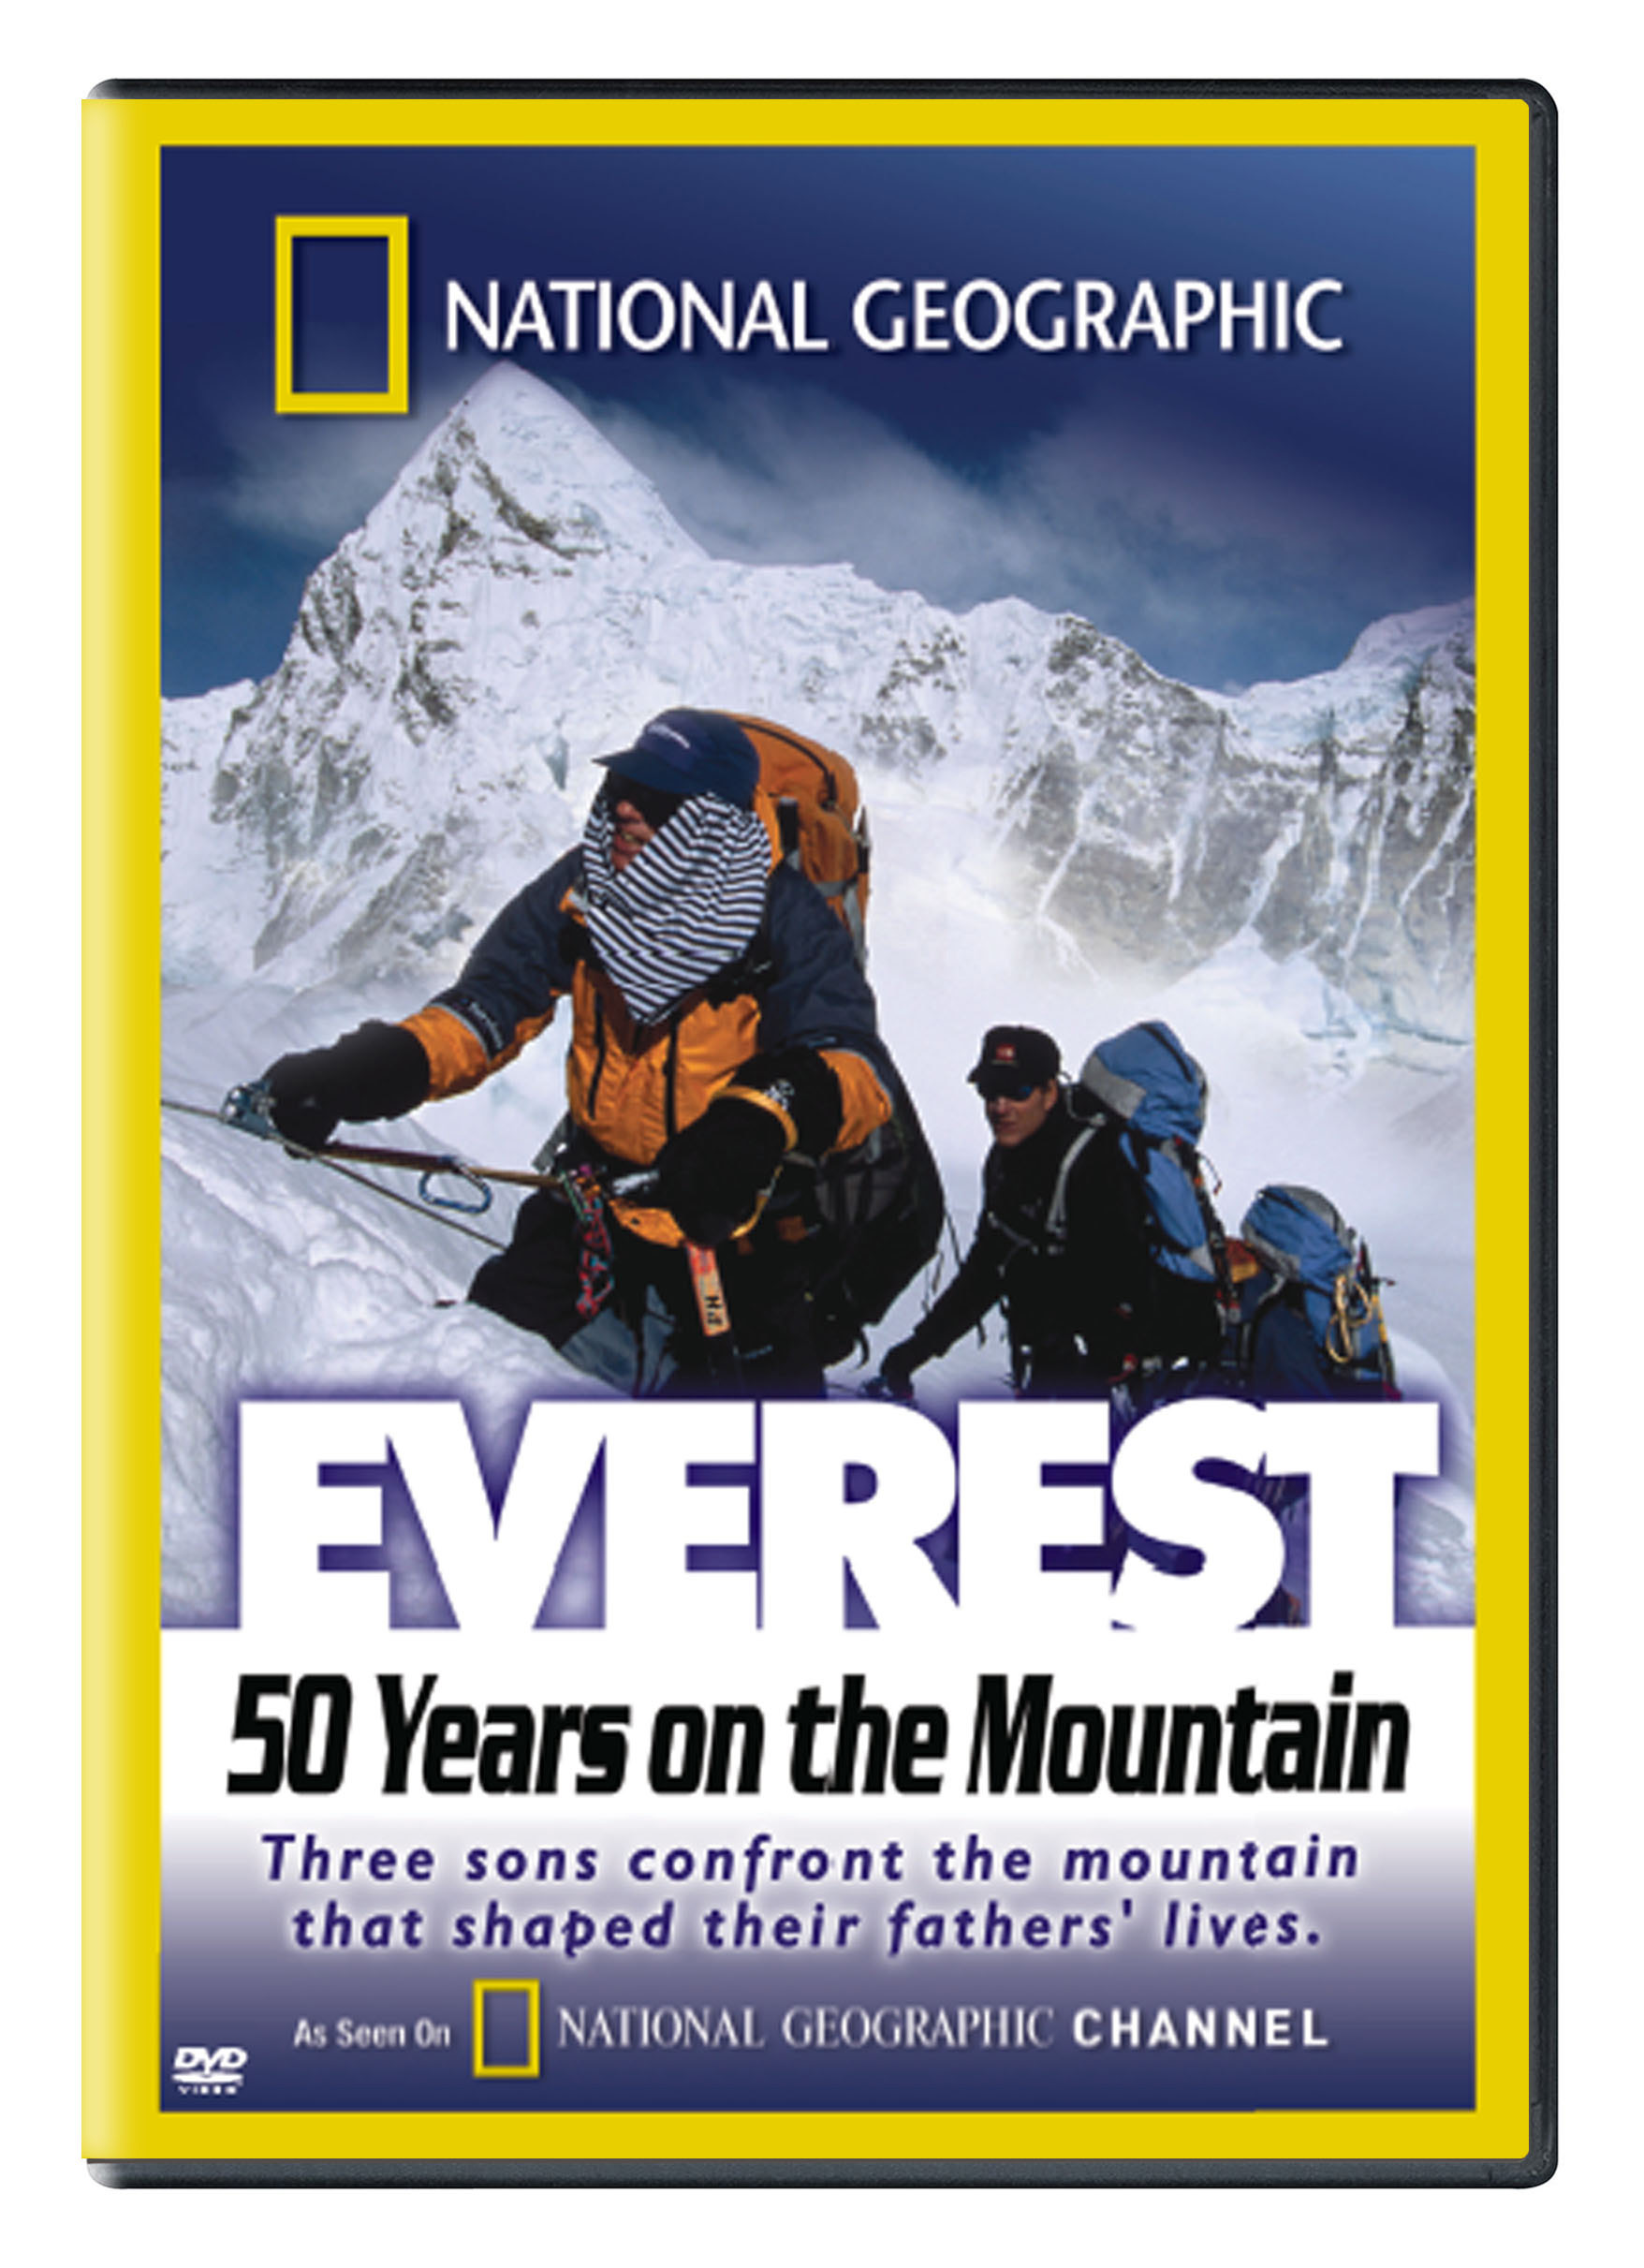 NATIONAL GEOGRAPHIC
EVEREST
50 Years on the Mountain
Three sons confront the mountain
that shaped their fathers' lives.
As Seen On NATIONAL GEOGRAPHIC CHANNEL
DVD
VIDEO